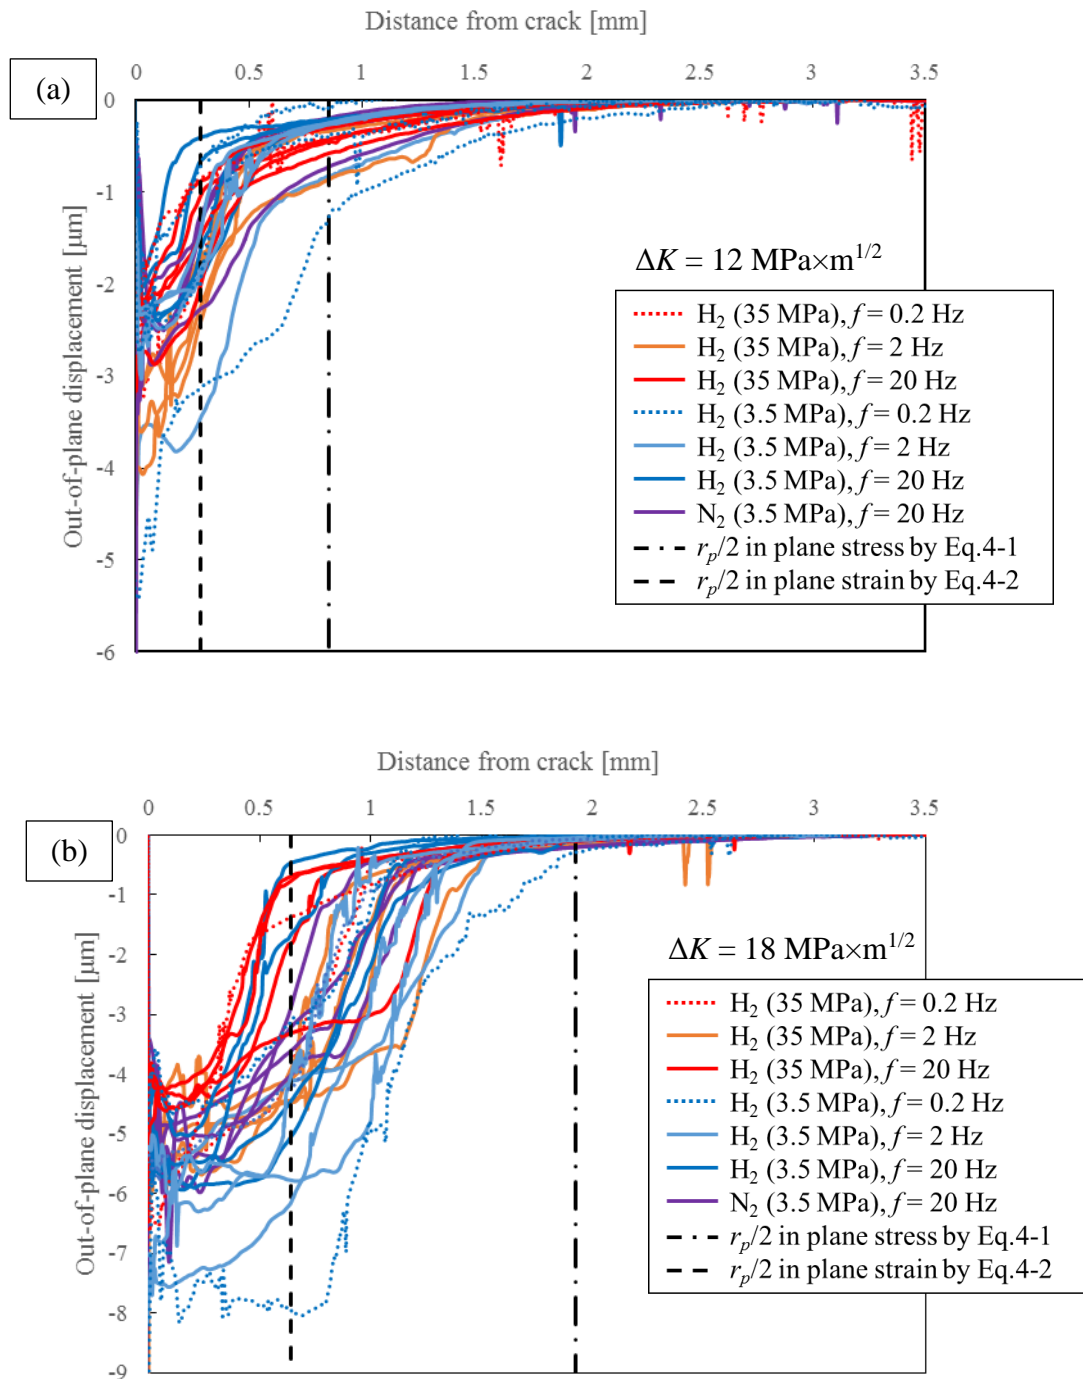 Distance from crack [mm]
(a)
0 0.5 1 1.5 2 2.5 3 3.5
0
-1
-2
-3
-4
-5
-6
Out-of-plane displacement [µm]
ΔK = 12 MPa×m^{1/2}
H₂ (35 MPa), f = 0.2 Hz
H₂ (35 MPa), f = 2 Hz
H₂ (35 MPa), f = 20 Hz
H₂ (3.5 MPa), f = 0.2 Hz
H₂ (3.5 MPa), f = 2 Hz
H₂ (3.5 MPa), f = 20 Hz
N₂ (3.5 MPa), f = 20 Hz
r_p/2 in plane stress by Eq.4-1
r_p/2 in plane strain by Eq.4-2
Distance from crack [mm]
(b)
0 0.5 1 1.5 2 2.5 3 3.5
0
-1
-2
-3
-4
-5
-6
-7
-8
-9
Out-of-plane displacement [µm]
ΔK = 18 MPa×m^{1/2}
H₂ (35 MPa), f = 0.2 Hz
H₂ (35 MPa), f = 2 Hz
H₂ (35 MPa), f = 20 Hz
H₂ (3.5 MPa), f = 0.2 Hz
H₂ (3.5 MPa), f = 2 Hz
H₂ (3.5 MPa), f = 20 Hz
N₂ (3.5 MPa), f = 20 Hz
r_p/2 in plane stress by Eq.4-1
r_p/2 in plane strain by Eq.4-2